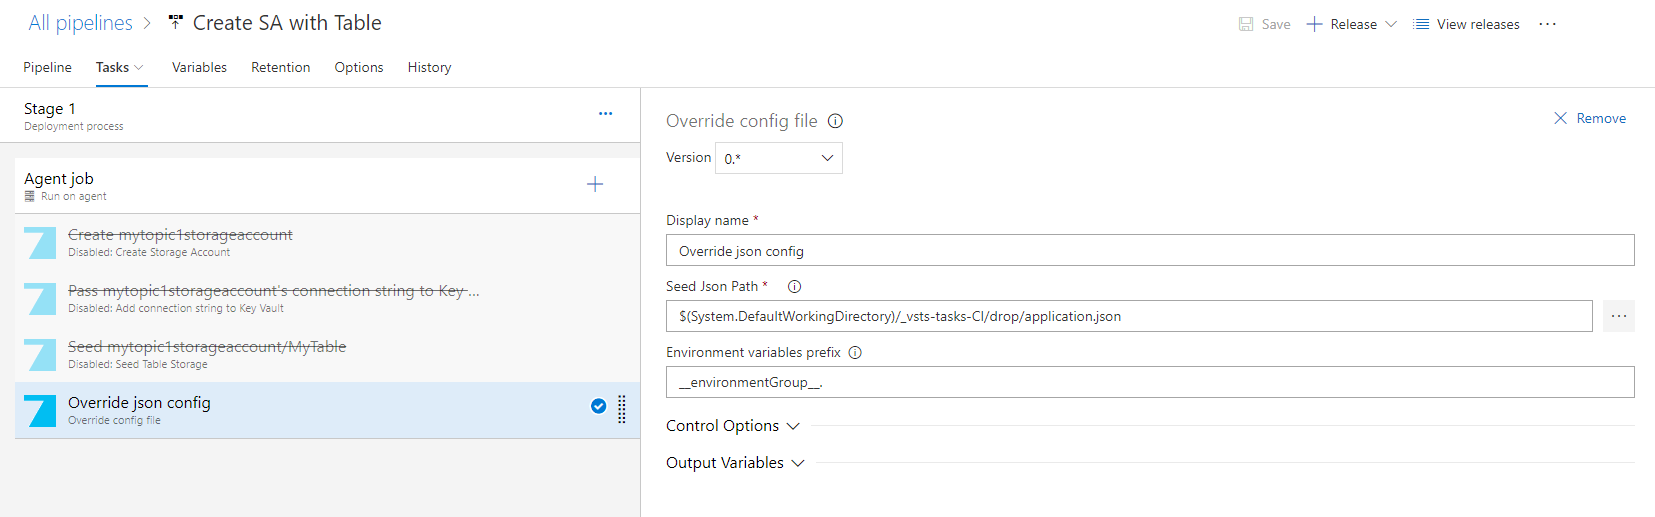 All pipelines > Create SA with Table
Save
Release
View releases
...
Pipeline
Tasks
Variables
Retention
Options
History
Stage 1
Deployment process
...
Agent job
Run on agent
Create mytopic1storageaccount
Disabled: Create Storage Account
Pass mytopic1storageaccount's connection string to Key ...
Disabled: Add connection string to Key Vault
Seed mytopic1storageaccount/MyTable
Disabled: Seed Table Storage
Override json config
Override config file
Override config file
Remove
Version 0.*
Display name *
Override json config
Seed Json Path *
$(System.DefaultWorkingDirectory)/_vsts-tasks-CI/drop/application.json
...
Environment variables prefix
__environmentGroup__.
Control Options
Output Variables